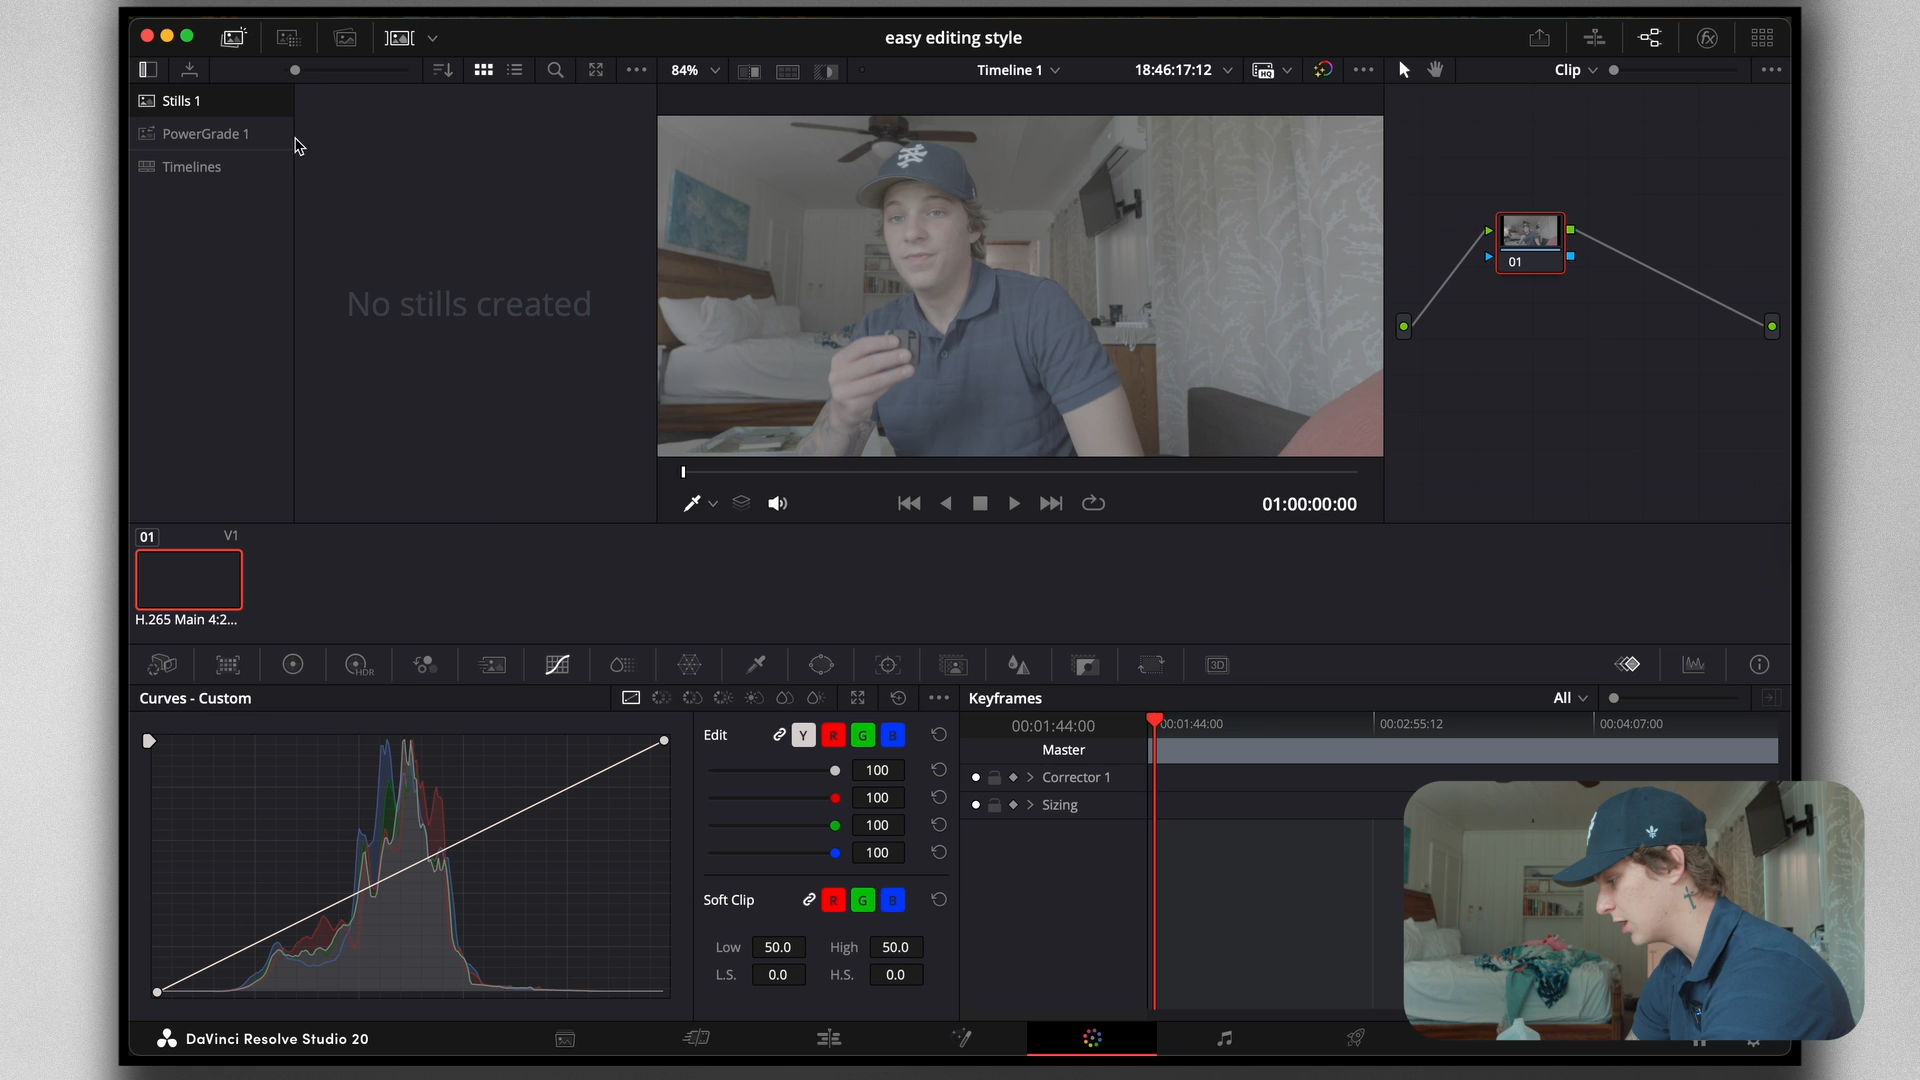 easy editing style
84%
Timeline 1
18:46:17:12
HQ
Clip
Stills 1
PowerGrade 1
Timelines
No stills created
01
01:00:00:00
01
V1
H.265 Main 4:2...
HDR
3D
Curves - Custom
Keyframes
All
Edit
Y
R
G
B
100
100
100
100
Soft Clip
R
G
B
Low
50.0
High
50.0
L.S.
0.0
H.S.
0.0
00:01:44:00
00:01:44:00
00:02:55:12
00:04:07:00
Master
Corrector 1
Sizing
DaVinci Resolve Studio 20